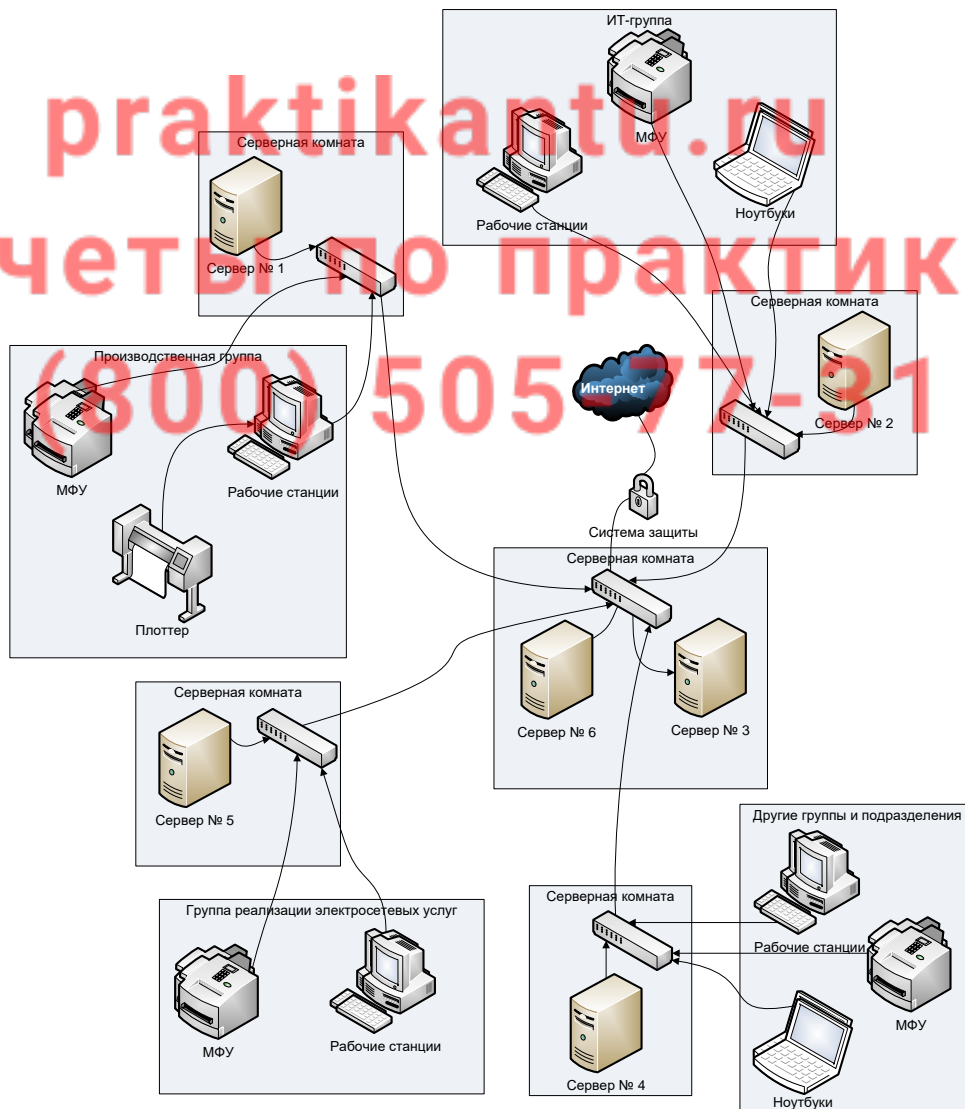 ИТ-группа
МФУ
Рабочие станции
Ноутбуки
praktikantu.ru
Серверная комната
Сервер № 1
четы по практик
Серверная комната
Сервер № 2
Производственная группа
МФУ
Рабочие станции
Плоттер
(800) 505-77-31
Интернет
Система защиты
Серверная комната
Сервер № 6
Сервер № 3
Серверная комната
Сервер № 5
Группа реализации электросетевых услуг
МФУ
Рабочие станции
Серверная комната
Сервер № 4
Другие группы и подразделения
Рабочие станции
МФУ
Ноутбуки